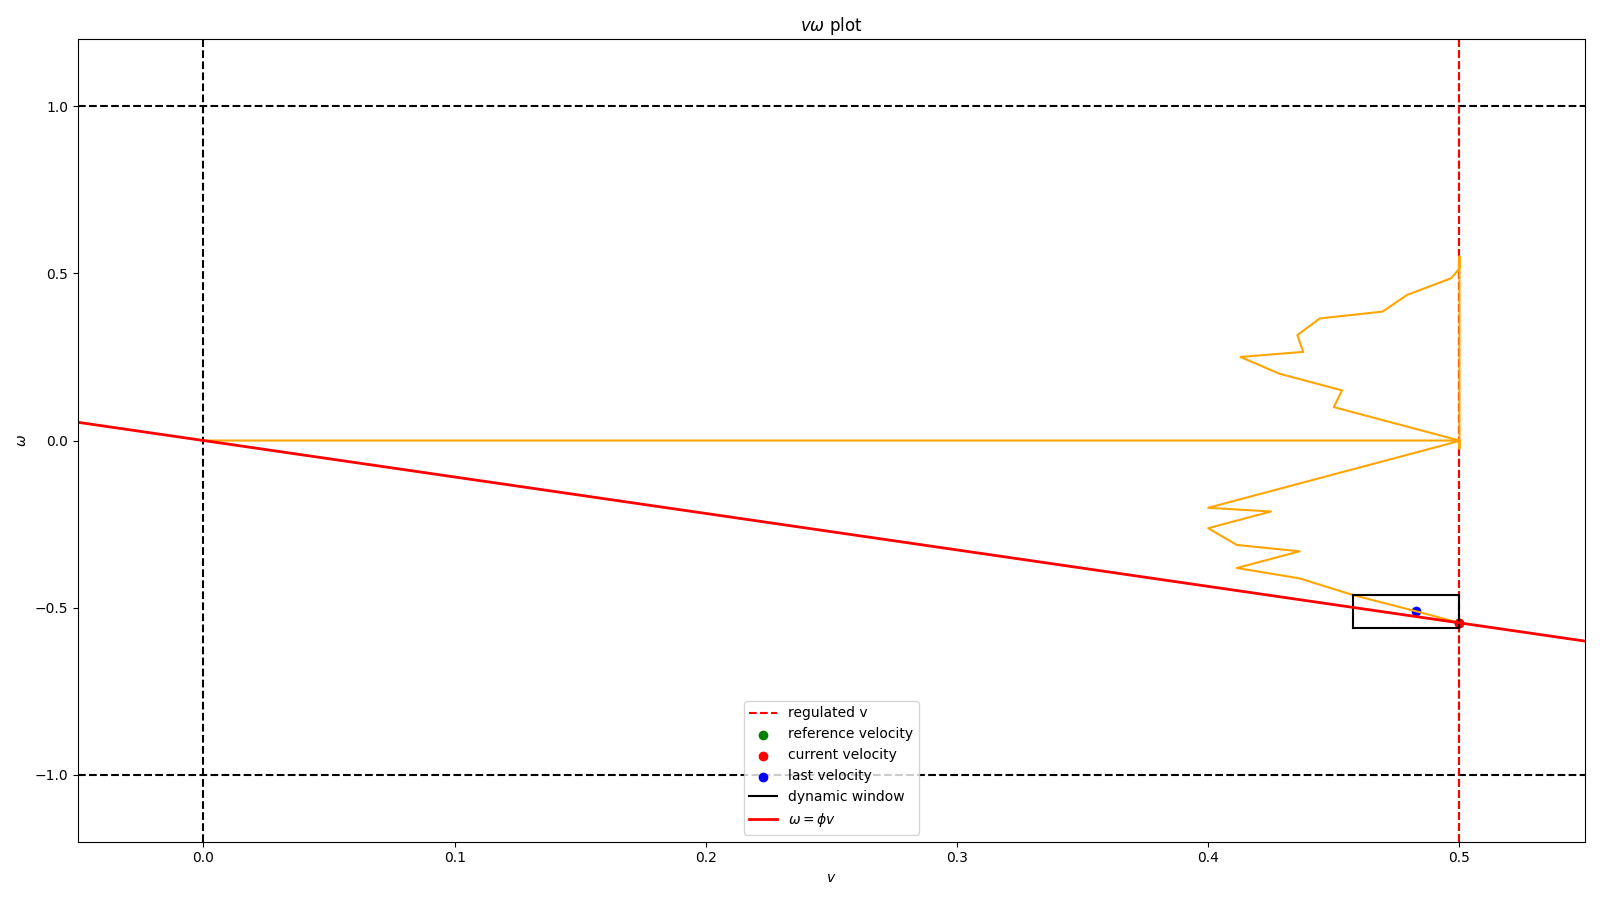 vω plot
1.0
0.5
0.0
−0.5
−1.0
ω
0.0 0.1 0.2 0.3 0.4 0.5
v
regulated v
reference velocity
current velocity
last velocity
dynamic window
ω = ϕv